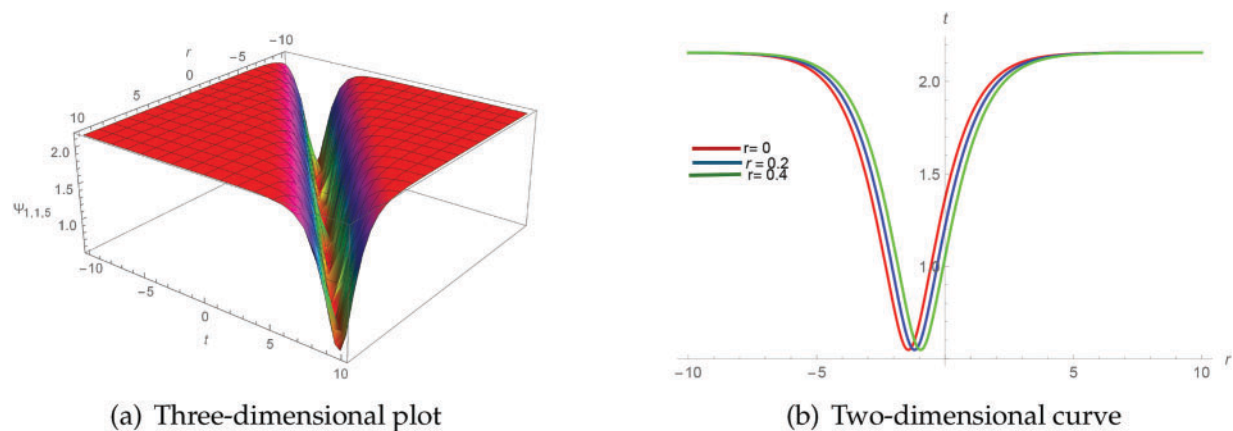 r
-10
-5
0
5
10
2.0
1.5
1.0
Ψ1,1,5
-10
-5
0
5
10
t
(a) Three-dimensional plot
t
2.0
1.5
1.0
r= 0
r = 0.2
r= 0.4
-10
-5
5
10
r
(b) Two-dimensional curve